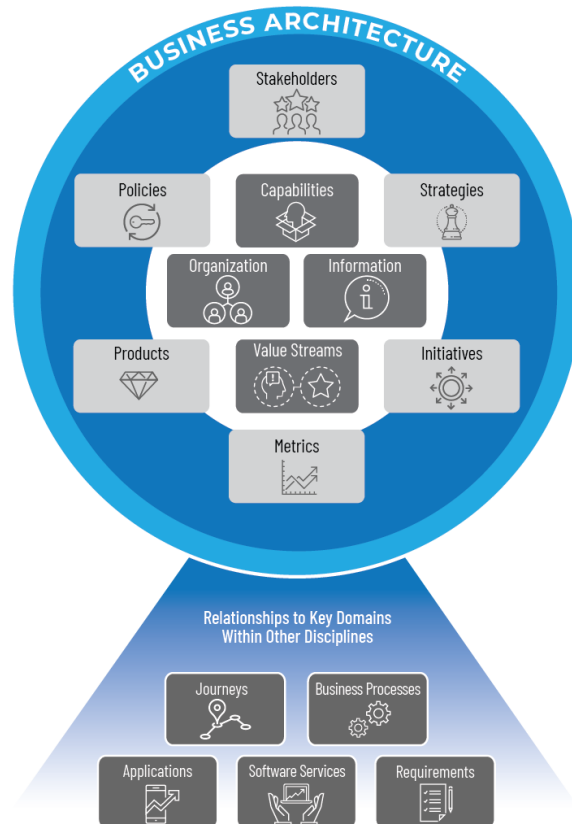 BUSINESS ARCHITECTURE
Stakeholders
Policies
Capabilities
Strategies
Organization
Information
Products
Value Streams
Initiatives
Metrics
Relationships to Key Domains
Within Other Disciplines
Journeys
Business Processes
Applications
Software Services
Requirements